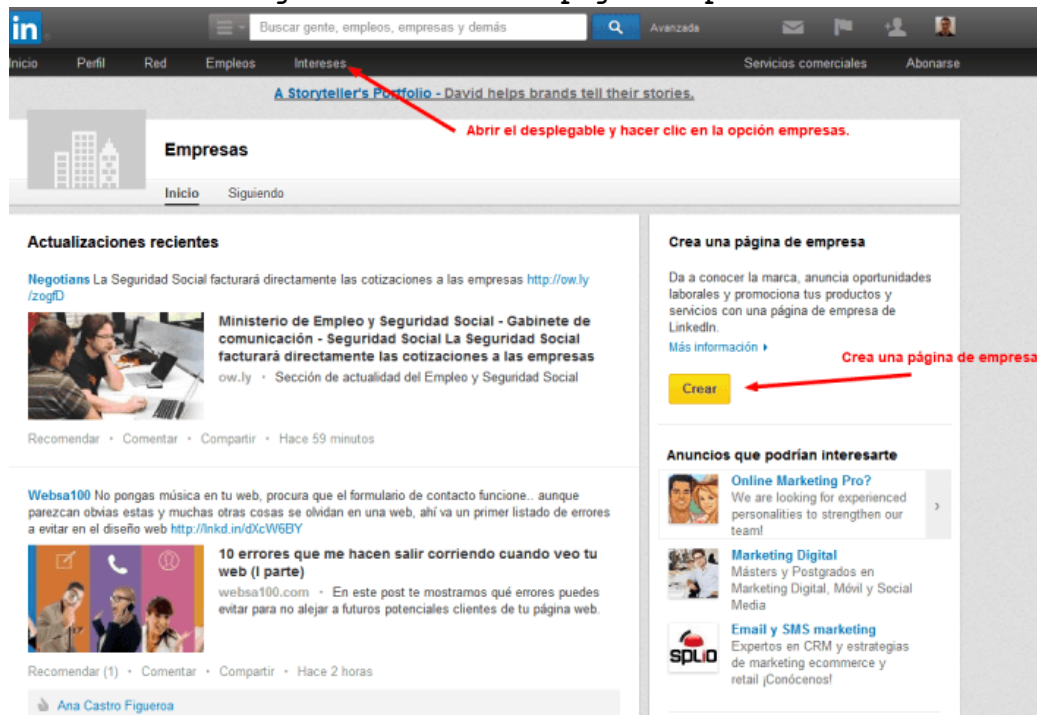 in
Buscar gente, empleos, empresas y demás
Avanzada
Inicio Perfil Red Empleos Intereses Servicios comerciales Abonarse
A Storyteller's Portfolio - David helps brands tell their stories.
Abrir el desplegable y hacer clic en la opción empresas.
Empresas
Inicio Siguiendo
Actualizaciones recientes
Negotians La Seguridad Social facturará directamente las cotizaciones a las empresas http://ow.ly
/zogfD
Ministerio de Empleo y Seguridad Social - Gabinete de
comunicación - Seguridad Social La Seguridad Social
facturará directamente las cotizaciones a las empresas
ow.ly · Sección de actualidad del Empleo y Seguridad Social
Recomendar · Comentar · Compartir · Hace 59 minutos
Websa100 No pongas música en tu web, procura que el formulario de contacto funcione.. aunque
parezcan obvias estas y muchas otras cosas se olvidan en una web, ahí va un primer listado de errores
a evitar en el diseño web http://lnkd.in/dXcW6BY
10 errores que me hacen salir corriendo cuando veo tu
web (I parte)
websa100.com · En este post te mostramos qué errores puedes
evitar para no alejar a futuros potenciales clientes de tu página web.
Recomendar (1) · Comentar · Compartir · Hace 2 horas
Ana Castro Figueroa
Crea una página de empresa
Da a conocer la marca, anuncia oportunidades
laborales y promociona tus productos y
servicios con una página de empresa de
LinkedIn.
Más información
Crea una página de empresa
Crear
Anuncios que podrían interesarte
Online Marketing Pro?
We are looking for experienced
personalities to strengthen our
team!
Marketing Digital
Másters y Postgrados en
Marketing Digital, Móvil y Social
Media
Email y SMS marketing
Expertos en CRM y estrategias
de marketing ecommerce y
retail ¡Conócenos!
SPLIO